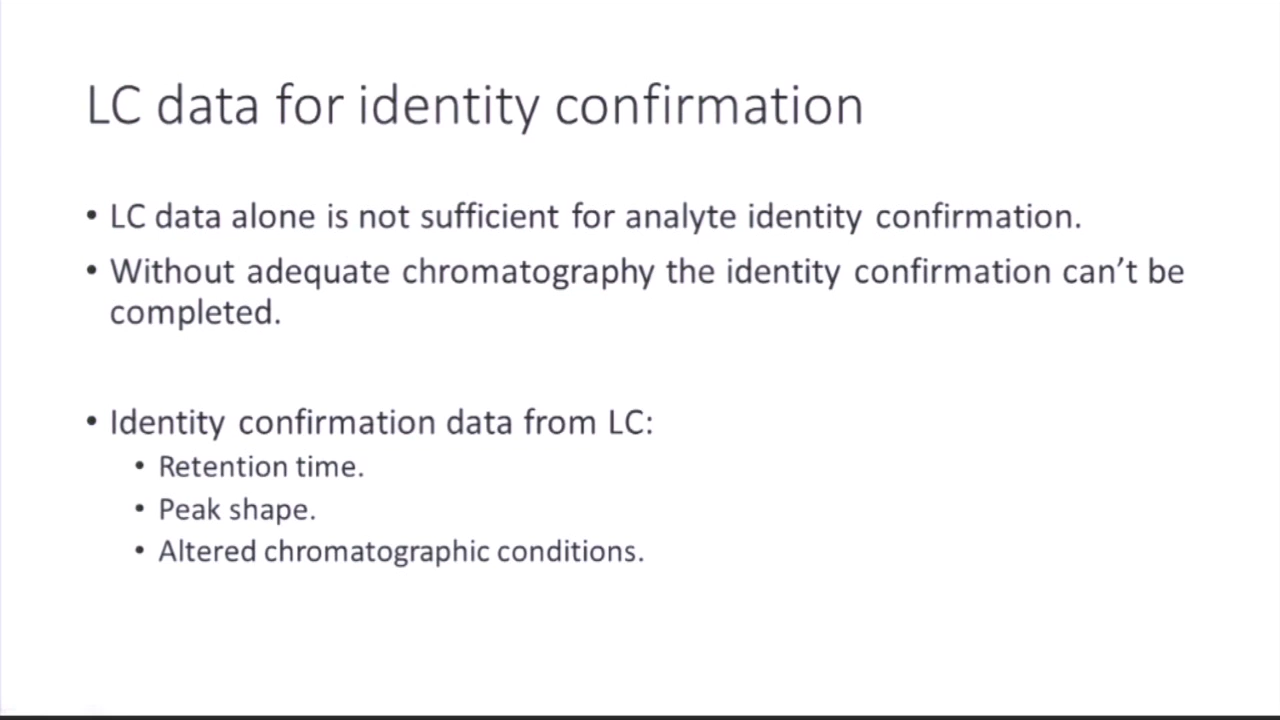 LC data for identity confirmation
• LC data alone is not sufficient for analyte identity confirmation.
• Without adequate chromatography the identity confirmation can’t be
completed.
• Identity confirmation data from LC:
• Retention time.
• Peak shape.
• Altered chromatographic conditions.